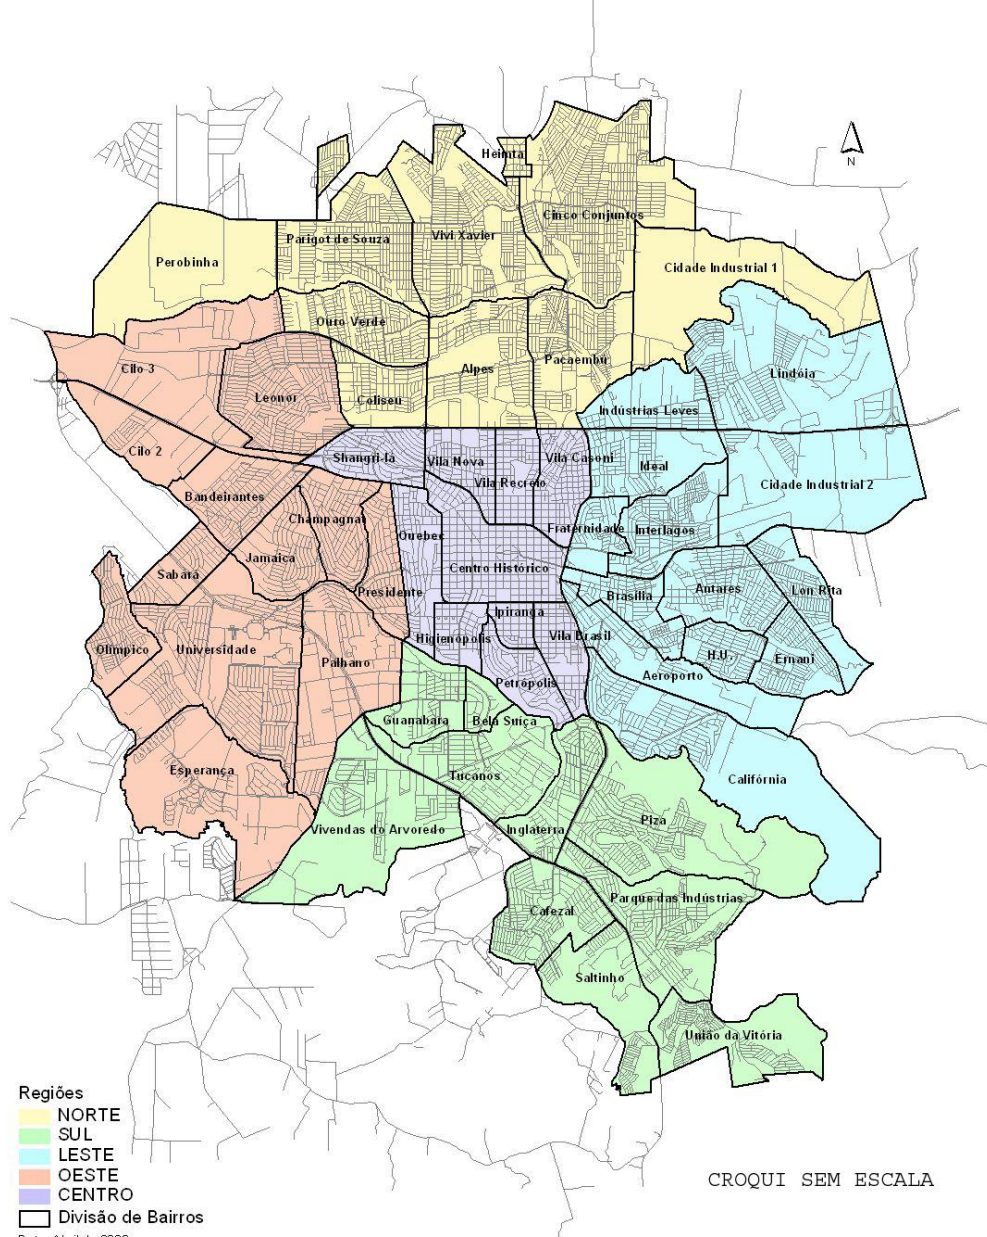 N
Heimtal
Cinco Conjuntos
Vivi Xavier
Parigot de Souza
Perobinha
Cidade Industrial 1
Ouro Verde
Pacaembú
Alpes
Cilo 3
Lindóia
Leonor
Coliseu
Indústrias Leves
Cilo 2
Shangri-lá
Vila Nova
Vila Casoni
Ideal
Vila Recreio
Cidade Industrial 2
Bandeirantes
Champagnat
Quebec
Fraternidade
Interlagos
Jamaica
Centro Histórico
Sabará
Presidente
Brasília
Antares
Lon Rita
Ipiranga
Higienópolis
Vila Brasil
Olímpico
Universidade
Palhano
H.U.
Ernani
Aeroporto
Petrópolis
Guanabara
Bela Suíça
Esperança
Tucanos
Califórnia
Vivendas do Arvoredo
Inglaterra
Piza
Cafezal
Parque das Indústrias
Saltinho
União da Vitória
Regiões
NORTE
SUL
LESTE
OESTE
CENTRO
Divisão de Bairros
CROQUI SEM ESCALA